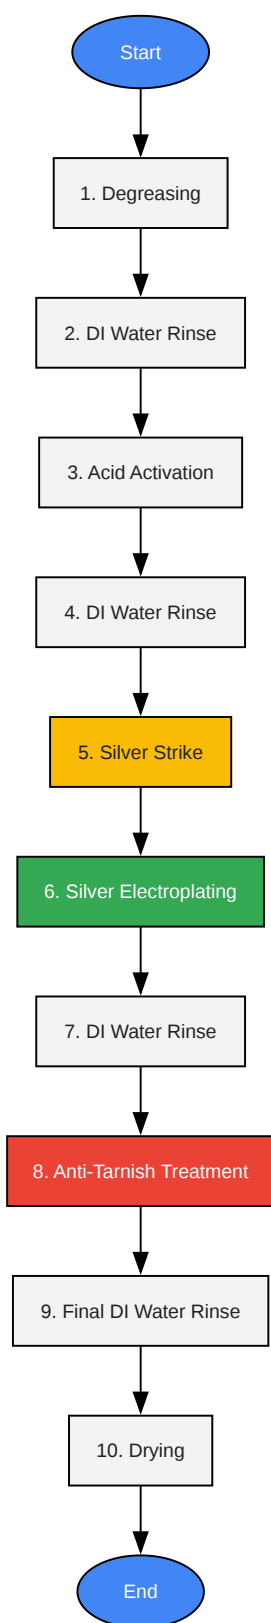 Start
1. Degreasing
2. DI Water Rinse
3. Acid Activation
4. DI Water Rinse
5. Silver Strike
6. Silver Electroplating
7. DI Water Rinse
8. Anti-Tarnish Treatment
9. Final DI Water Rinse
10. Drying
End